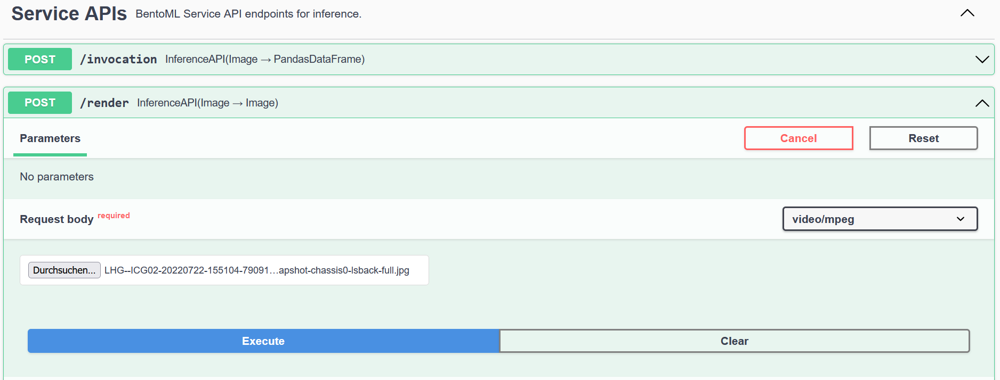 Service APIs BentoML Service API endpoints for inference.
POST /invocation InferenceAPI(Image → PandasDataFrame)
POST /render InferenceAPI(Image → Image)
Parameters Cancel Reset
No parameters
Request body required video/mpeg
Durchsuchen... LHG--ICG02-20220722-155104-79091…apshot-chassis0-lsback-full.jpg
Execute Clear